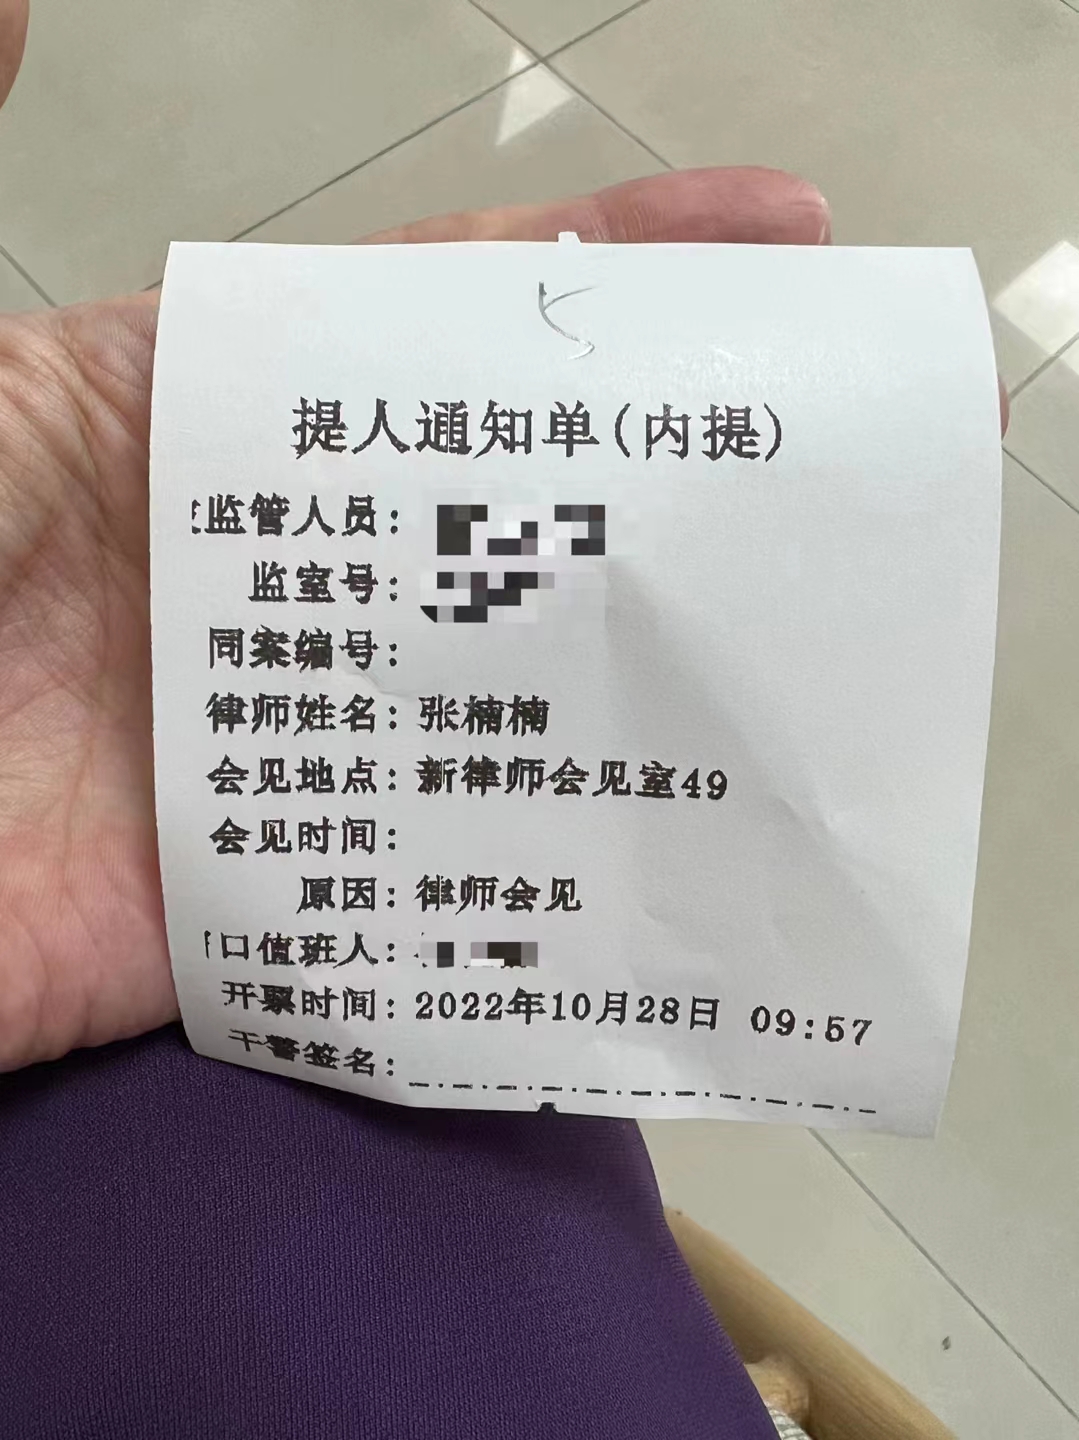 提人通知单(内提)
监管人员:
监室号:
同案编号:
律师姓名: 张楠楠
会见地点: 新律师会见室49
会见时间:
原因: 律师会见
口值班人:
开票时间: 2022年10月28日 09:57
干警签名: